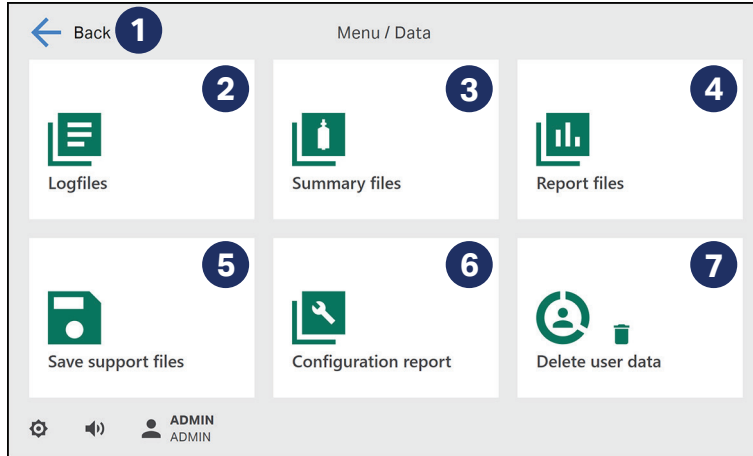 Back 1
Menu / Data
2
3
4
Logfiles
Summary files
Report files
5
6
7
Save support files
Configuration report
Delete user data
ADMIN
ADMIN